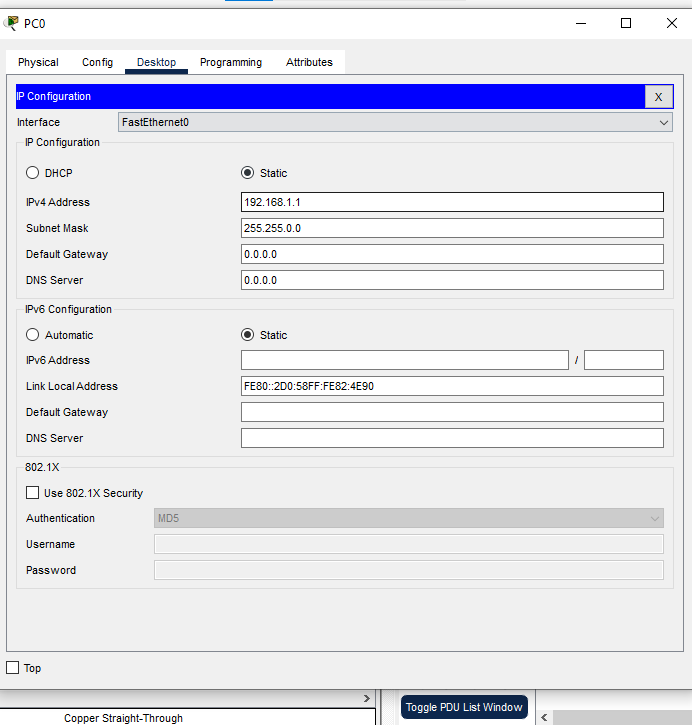 PC0
Physical Config Desktop Programming Attributes
IP Configuration X
Interface FastEthernet0
IP Configuration
DHCP Static
IPv4 Address 192.168.1.1
Subnet Mask 255.255.0.0
Default Gateway 0.0.0.0
DNS Server 0.0.0.0
IPv6 Configuration
Automatic Static
IPv6 Address /
Link Local Address FE80::2D0:58FF:FE82:4E90
Default Gateway
DNS Server
802.1X
Use 802.1X Security
Authentication MD5
Username
Password
Top
Toggle PDU List Window
Copper Straight-Through